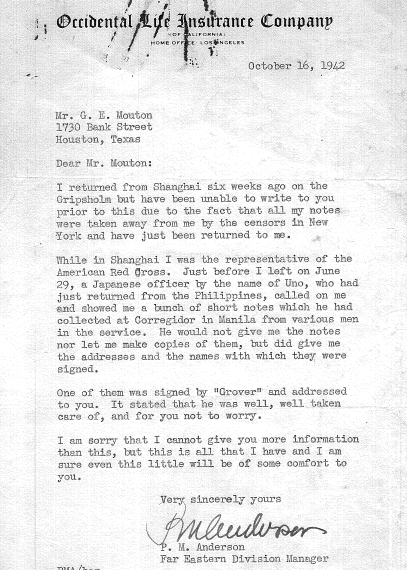 Occidental Life Insurance Company
OF CALIFORNIA
HOME OFFICE · LOS ANGELES
October 16, 1942
Mr. G. E. Mouton
1730 Bank Street
Houston, Texas
Dear Mr. Mouton:
I returned from Shanghai six weeks ago on the
Gripsholm but have been unable to write to you
prior to this due to the fact that all my notes
were taken away from me by the censors in New
York and have just been returned to me.
While in Shanghai I was the representative of the
American Red Cross. Just before I left on June
29, a Japanese officer by the name of Uno, who had
just returned from the Philippines, called on me
and showed me a bunch of short notes which he had
collected at Corregidor in Manila from various men
in the service. He would not give me the notes
nor let me make copies of them, but did give me
the addresses and the names with which they were
signed.
One of them was signed by "Grover" and addressed
to you. It stated that he was well, well taken
care of, and for you not to worry.
I am sorry that I cannot give you more information
than this, but this is all that I have and I am
sure even this little will be of some comfort to
you.
Very sincerely yours
PMAnderson
P. M. Anderson
Far Eastern Division Manager